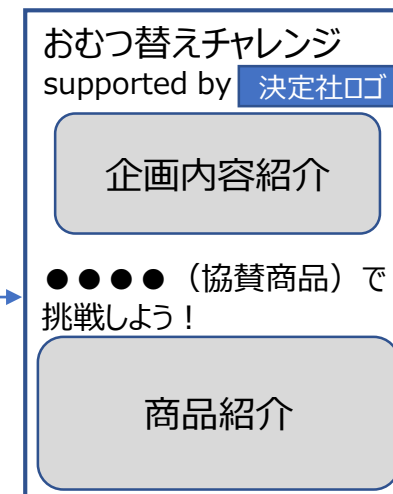 おむつ替えチャレンジ
supported by 決定社ロゴ
企画内容紹介
●●●●（協賛商品）で
挑戦しよう！
商品紹介